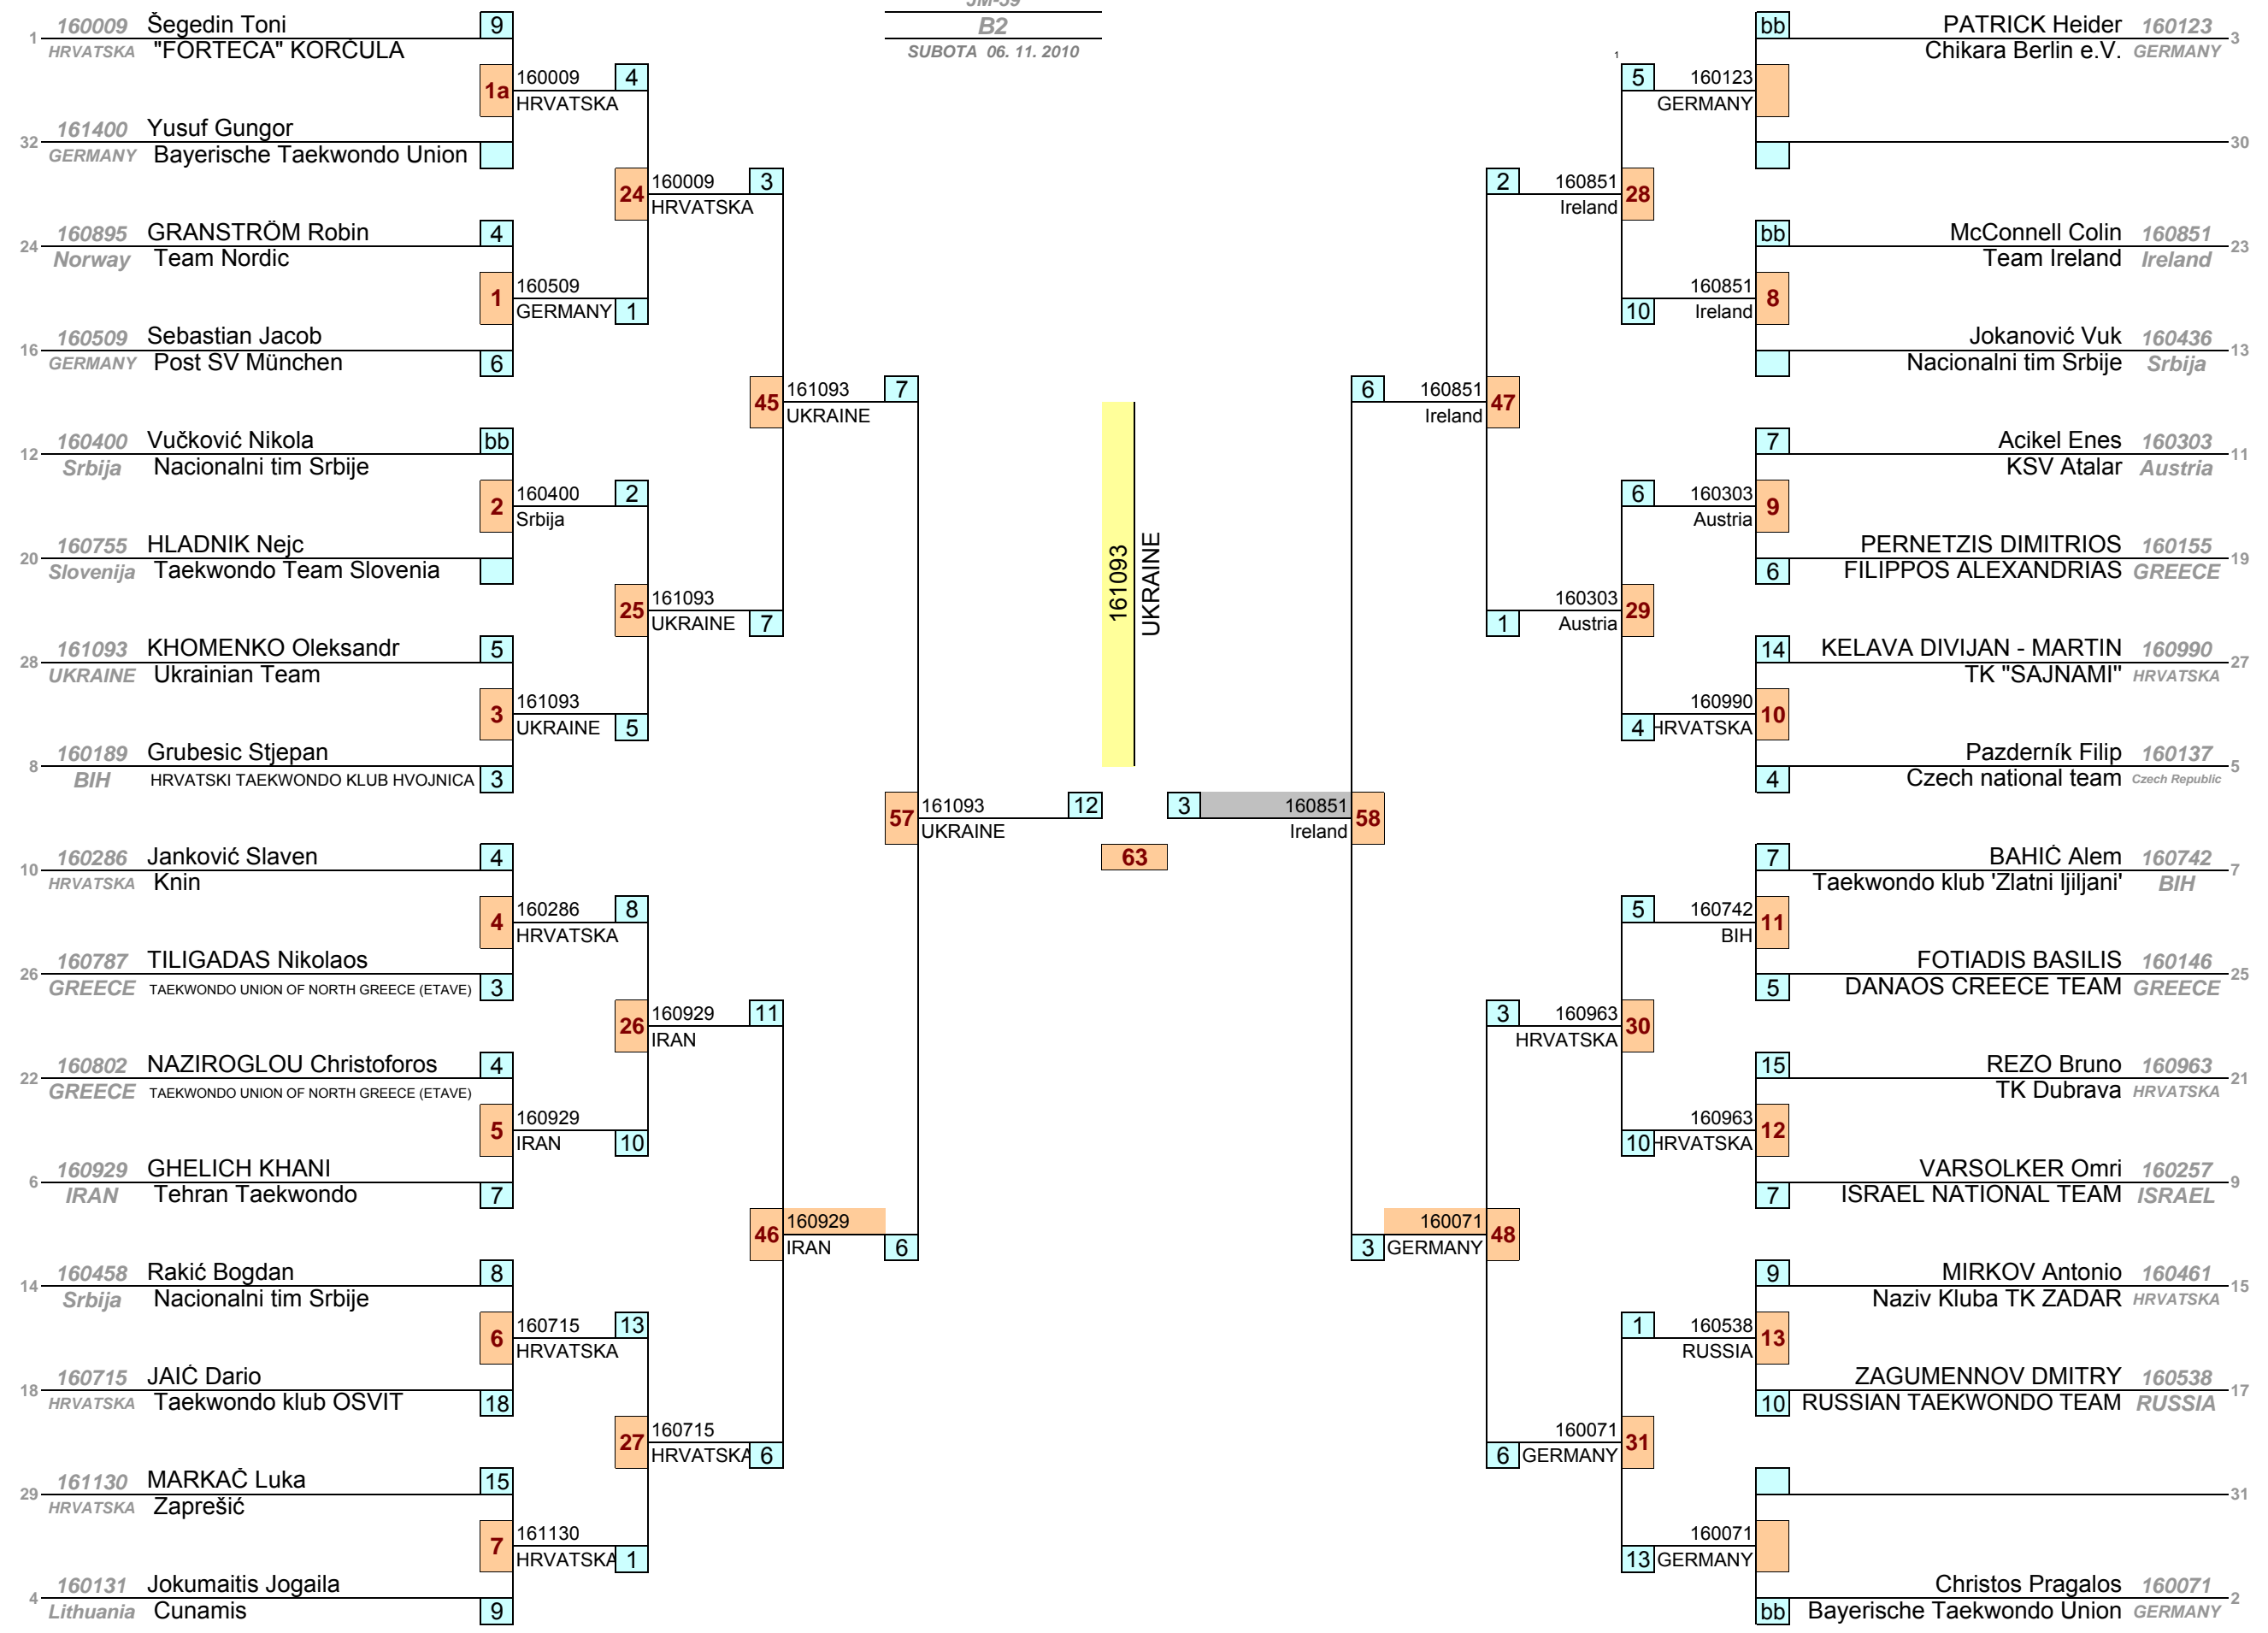 JM-59
B2
SUBOTA 06. 11. 2010
1 160009 Šegedin Toni 9
HRVATSKA "FORTECA" KORČULA
1a 160009 4
HRVATSKA
32 161400 Yusuf Gungor
GERMANY Bayerische Taekwondo Union
24 160009 3
HRVATSKA
24 160895 GRANSTRÖM Robin 4
Norway Team Nordic
1 160509
GERMANY 1
16 160509 Sebastian Jacob
GERMANY Post SV München 6
45 161093 7
UKRAINE
12 160400 Vučković Nikola bb
Srbija Nacionalni tim Srbije
2 160400 2
Srbija
20 160755 HLADNIK Nejc
Slovenija Taekwondo Team Slovenia
25 161093
UKRAINE 7
28 161093 KHOMENKO Oleksandr 5
UKRAINE Ukrainian Team
3 161093
UKRAINE 5
8 160189 Grubesic Stjepan
BIH HRVATSKI TAEKWONDO KLUB HVOJNICA 3
57 161093 12
UKRAINE
10 160286 Janković Slaven 4
HRVATSKA Knin
4 160286 8
HRVATSKA
26 160787 TILIGADAS Nikolaos
GREECE TAEKWONDO UNION OF NORTH GREECE (ETAVE) 3
26 160929 11
IRAN
22 160802 NAZIROGLOU Christoforos 4
GREECE TAEKWONDO UNION OF NORTH GREECE (ETAVE)
5 160929
IRAN 10
6 160929 GHELICH KHANI
IRAN Tehran Taekwondo 7
46 160929
IRAN 6
14 160458 Rakić Bogdan 8
Srbija Nacionalni tim Srbije
6 160715 13
HRVATSKA
18 160715 JAIĆ Dario
HRVATSKA Taekwondo klub OSVIT 18
27 160715
HRVATSKA 6
29 161130 MARKAČ Luka 15
HRVATSKA Zaprešić
7 161130
HRVATSKA 1
4 160131 Jokumaitis Jogaila
Lithuania Cunamis 9
161093
UKRAINE
63
1
bb PATRICK Heider 160123 3
Chikara Berlin e.V. GERMANY
5 160123
GERMANY
30
2 160851 28
Ireland
bb McConnell Colin 160851 23
Team Ireland Ireland
160851 8
10 Ireland
Jokanović Vuk 160436 13
Nacionalni tim Srbije Srbija
6 160851 47
Ireland
7 Acikel Enes 160303 11
KSV Atalar Austria
6 160303 9
Austria
PERNETZIS DIMITRIOS 160155 19
6 FILIPPOS ALEXANDRIAS GREECE
160303 29
1 Austria
14 KELAVA DIVIJAN - MARTIN 160990 27
TK "SAJNAMI" HRVATSKA
160990 10
4 HRVATSKA
Pazderník Filip 160137 5
4 Czech national team Czech Republic
3 160851 58
Ireland
7 BAHIĆ Alem 160742 7
Taekwondo klub 'Zlatni ljiljani' BIH
5 160742 11
BIH
FOTIADIS BASILIS 160146 25
5 DANAOS CREECE TEAM GREECE
3 160963 30
HRVATSKA
15 REZO Bruno 160963 21
TK Dubrava HRVATSKA
160963 12
10 HRVATSKA
VARSOLKER Omri 160257 9
7 ISRAEL NATIONAL TEAM ISRAEL
160071 48
3 GERMANY
9 MIRKOV Antonio 160461 15
Naziv Kluba TK ZADAR HRVATSKA
1 160538 13
RUSSIA
ZAGUMENNOV DMITRY 160538 17
10 RUSSIAN TAEKWONDO TEAM RUSSIA
160071 31
6 GERMANY
31
160071
13 GERMANY
Christos Pragalos 160071 2
bb Bayerische Taekwondo Union GERMANY